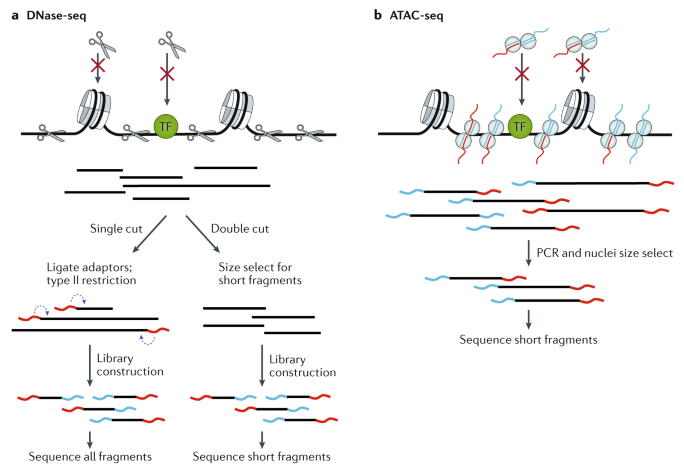 a DNase-seq
TF
Single cut
Double cut
Ligate adaptors;
type II restriction
Size select for
short fragments
Library
construction
Library
construction
Sequence all fragments
Sequence short fragments
b ATAC-seq
TF
PCR and nuclei size select
Sequence short fragments